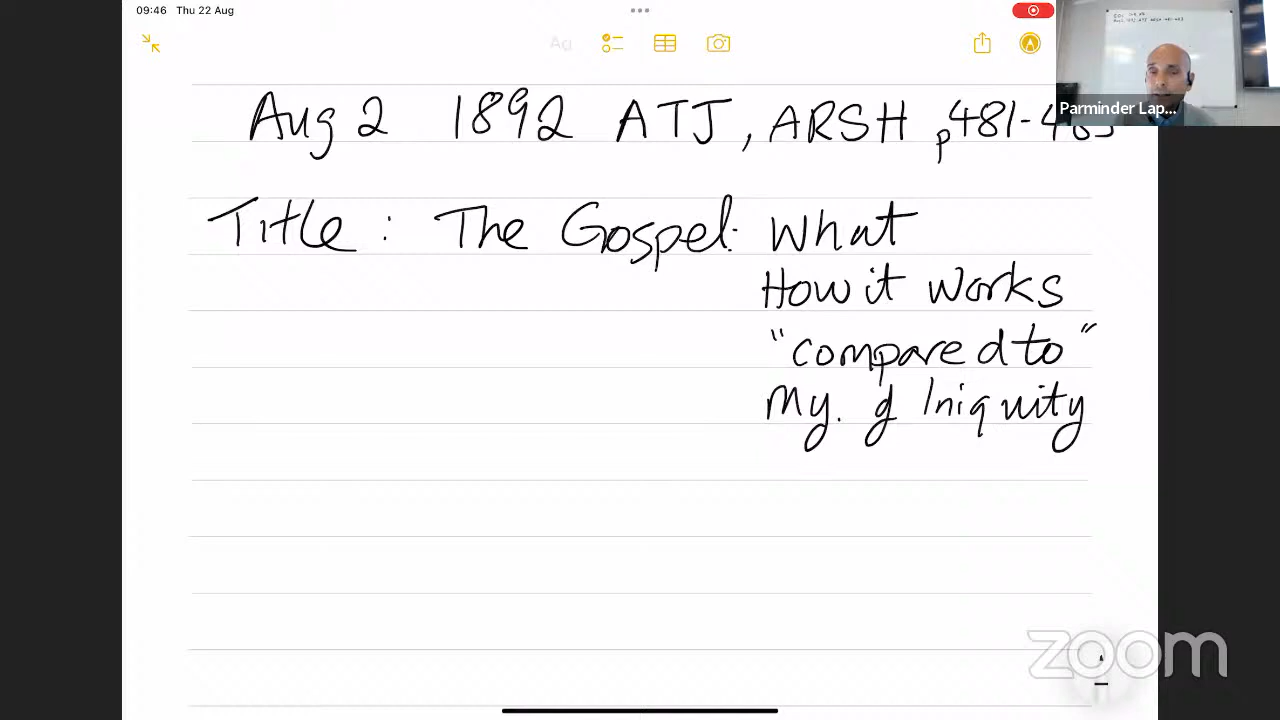 09:46 Thu 22 Aug
Aug 2 1892 ATJ, ARSH p481-483
Title: The Gospel: What
How it works
"compared to"
My. of Iniquity
Parminder Lap...
zoom